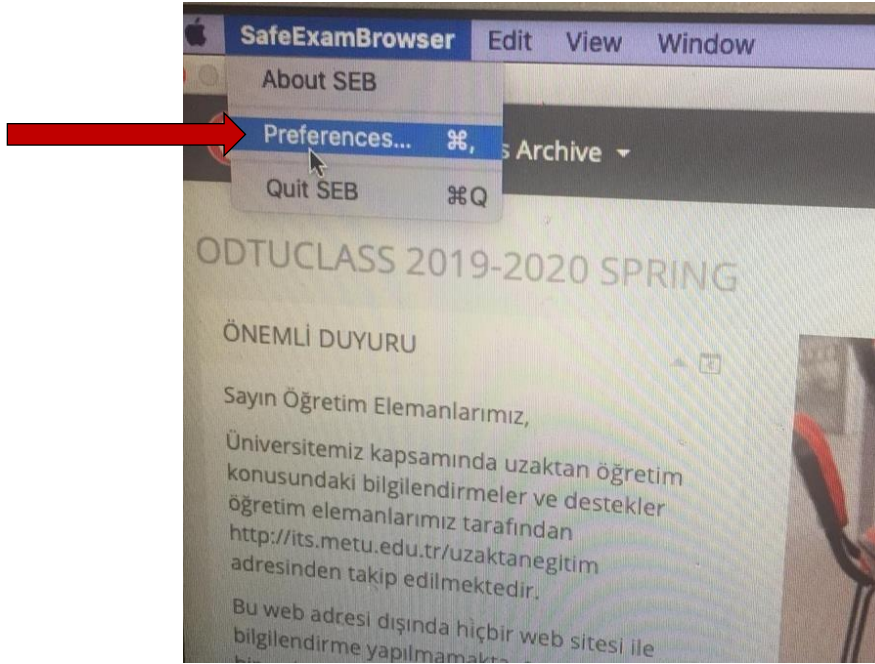 SafeExamBrowser Edit View Window
About SEB
Preferences... ⌘,
s Archive
Quit SEB ⌘Q
ODTUCLASS 2019-2020 SPRING
ÖNEMLİ DUYURU
Sayın Öğretim Elemanlarımız,
Üniversitemiz kapsamında uzaktan öğretim
konusundaki bilgilendirmeler ve destekler
öğretim elemanlarımız tarafından
http://its.metu.edu.tr/uzaktanegitim
adresinden takip edilmektedir.
Bu web adresi dışında hiçbir web sitesi ile
bilgilendirme yapılmamakta